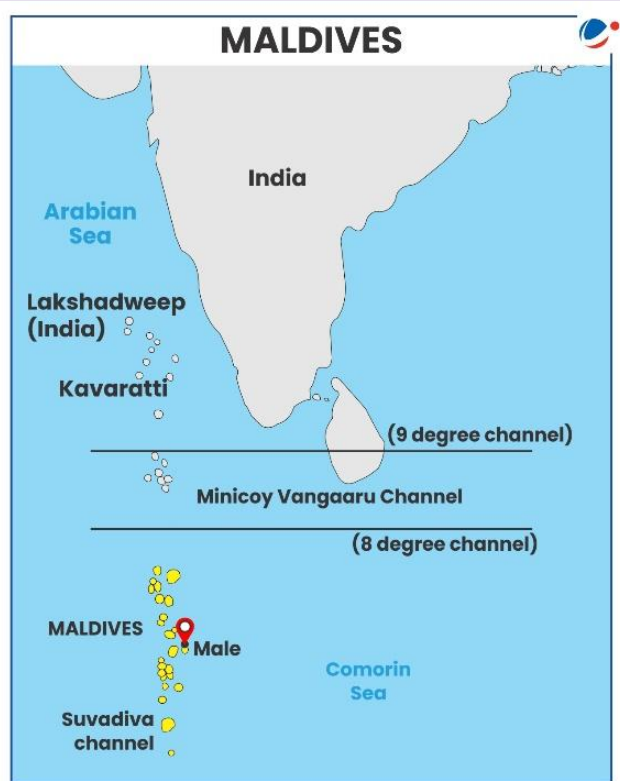 MALDIVES
India
Arabian
Sea
Lakshadweep
(India)
Kavaratti
(9 degree channel)
Minicoy Vangaaru Channel
(8 degree channel)
MALDIVES
Male
Comorin
Sea
Suvadiva
channel